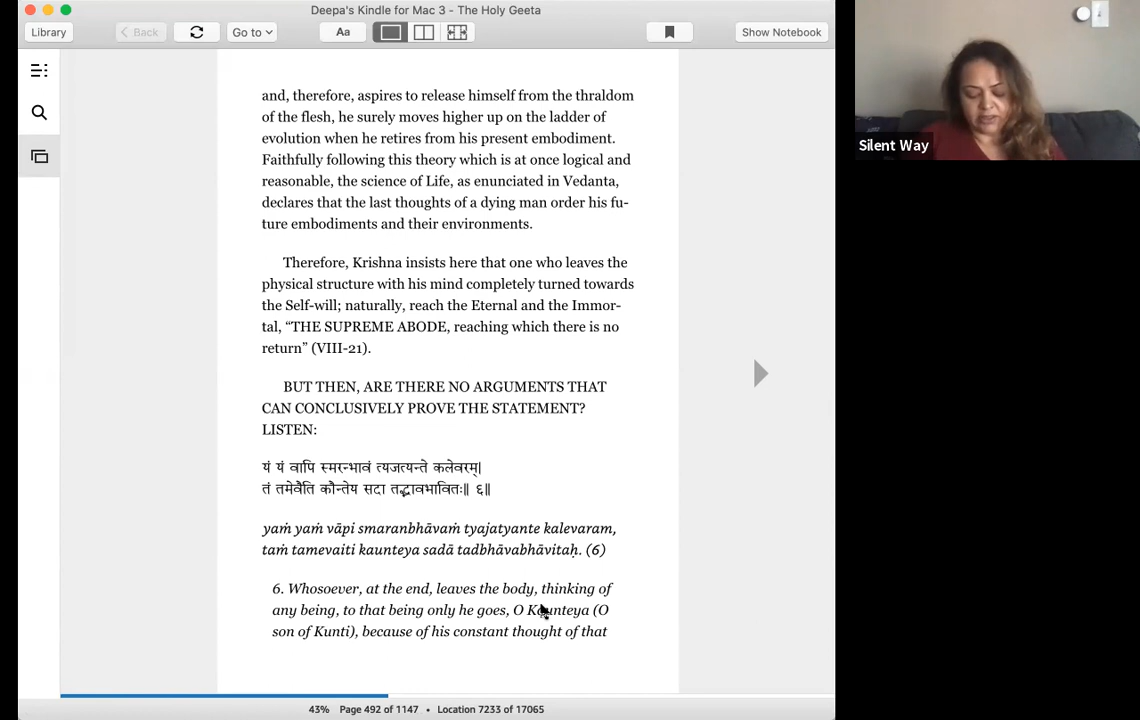 Deepa's Kindle for Mac 3 - The Holy Geeta
Library
Back
Go to
Aa
Show Notebook
and, therefore, aspires to release himself from the thraldom
of the flesh, he surely moves higher up on the ladder of
evolution when he retires from his present embodiment.
Faithfully following this theory which is at once logical and
reasonable, the science of Life, as enunciated in Vedanta,
declares that the last thoughts of a dying man order his fu-
ture embodiments and their environments.
Therefore, Krishna insists here that one who leaves the
physical structure with his mind completely turned towards
the Self-will; naturally, reach the Eternal and the Immor-
tal, “THE SUPREME ABODE, reaching which there is no
return” (VIII-21).
BUT THEN, ARE THERE NO ARGUMENTS THAT
CAN CONCLUSIVELY PROVE THE STATEMENT?
LISTEN:
यं यं वापि स्मरन्भावं त्यजत्यन्ते कलेवरम्|
तं तमेवैति कौन्तेय सदा तद्भावभावितः॥ ६॥
yaṁ yaṁ vāpi smaranbhāvaṁ tyajatyante kalevaram,
taṁ tamevaiti kaunteya sadā tadbhāvabhāvitaḥ. (6)
6. Whosoever, at the end, leaves the body, thinking of
any being, to that being only he goes, O Kaunteya (O
son of Kunti), because of his constant thought of that
43% Page 492 of 1147 • Location 7233 of 17065
Silent Way